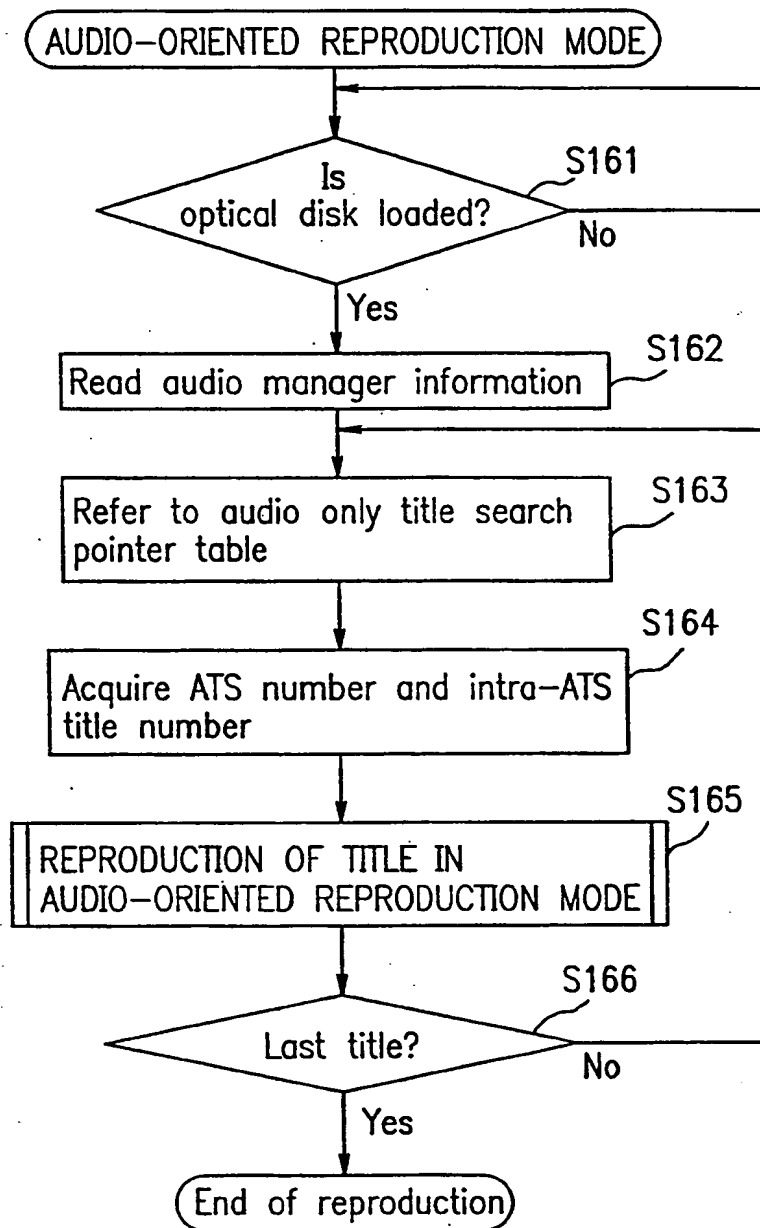 AUDIO-ORIENTED REPRODUCTION MODE
Is
optical disk loaded?
S161
No
Yes
S162
Read audio manager information
S163
Refer to audio only title search
pointer table
S164
Acquire ATS number and intra-ATS
title number
S165
REPRODUCTION OF TITLE IN
AUDIO-ORIENTED REPRODUCTION MODE
S166
Last title?
No
Yes
End of reproduction